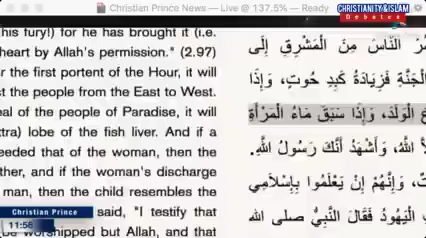 Christian Prince News — Live @ 137.5% — Ready
CHRISTIANITY & ISLAM
Debates
this fury!) for he has brought it (i.e.
heart by Allah's permission." (2.97)
r the first portent of the Hour, it will
st the people from the East to West.
eal of the people of Paradise, it will
tra) lobe of the fish liver. And if a
eeded that of the woman, then the
ther, and if the woman's discharge
man, then the child resembles the
said, "I testify that
be worshipped but Allah, and that
النَّاسَ مِنَ الْمَشْرِقِ إِلَى
الْجَنَّةِ فَزِيَادَةُ كَبِدِ حُوتٍ، وَإِذَا
الْوَلَدَ، وَإِذَا سَبَقَ مَاءُ الْمَرْأَةِ
اللَّهُ، وَأَشْهَدُ أَنَّكَ رَسُولُ اللَّهِ.
وَإِنَّهُمْ إِنْ يَعْلَمُوا بِإِسْلَامِي
الْيَهُودُ فَقَالَ النَّبِيُّ صلى الله
Christian Prince
11:56